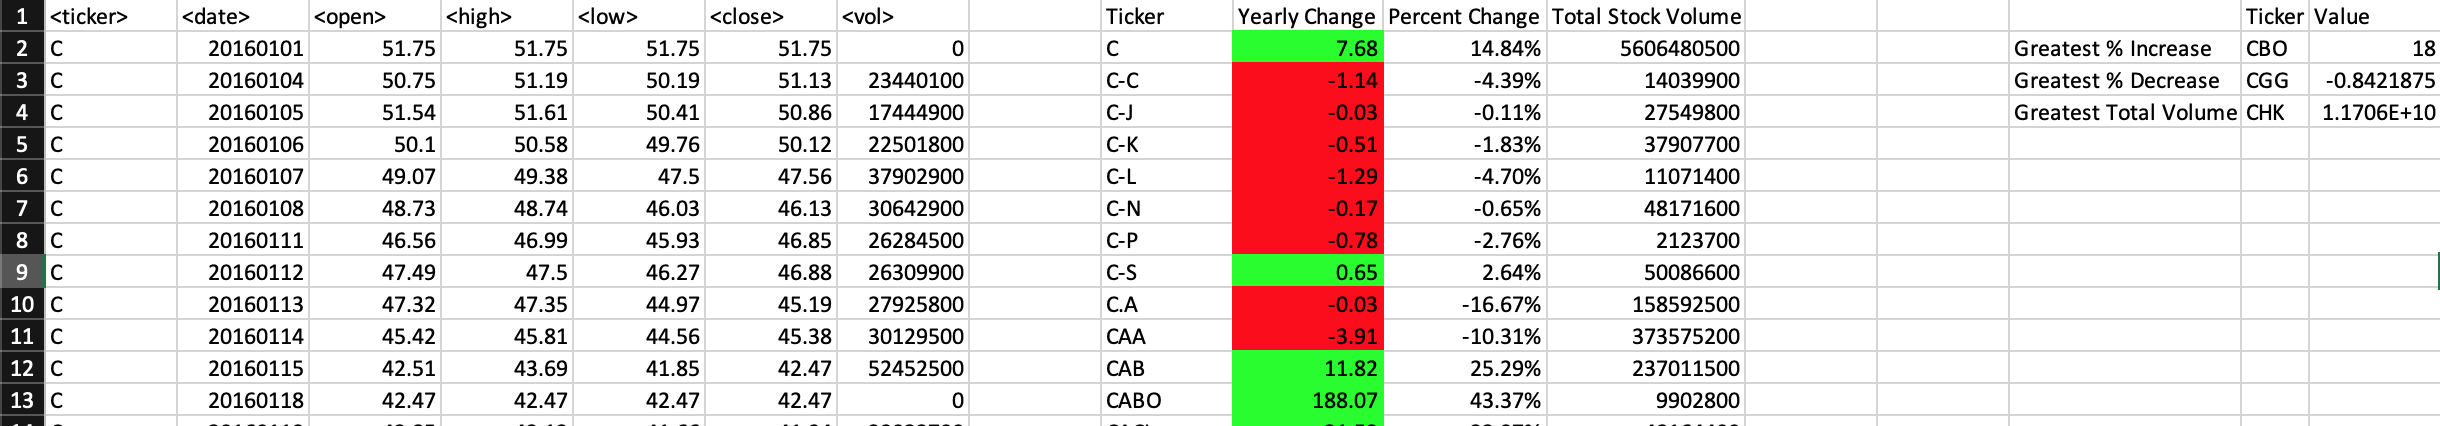 1 <ticker> <date> <open> <high> <low> <close> <vol> Ticker Yearly Change Percent Change Total Stock Volume Ticker Value
2 C 20160101 51.75 51.75 51.75 51.75 0 C 7.68 14.84% 5606480500 Greatest % Increase CBO 18
3 C 20160104 50.75 51.19 50.19 51.13 23440100 C-C -1.14 -4.39% 14039900 Greatest % Decrease CGG -0.8421875
4 C 20160105 51.54 51.61 50.41 50.86 17444900 C-J -0.03 -0.11% 27549800 Greatest Total Volume CHK 1.1706E+10
5 C 20160106 50.1 50.58 49.76 50.12 22501800 C-K -0.51 -1.83% 37907700
6 C 20160107 49.07 49.38 47.5 47.56 37902900 C-L -1.29 -4.70% 11071400
7 C 20160108 48.73 48.74 46.03 46.13 30642900 C-N -0.17 -0.65% 48171600
8 C 20160111 46.56 46.99 45.93 46.85 26284500 C-P -0.78 -2.76% 2123700
9 C 20160112 47.49 47.5 46.27 46.88 26309900 C-S 0.65 2.64% 50086600
10 C 20160113 47.32 47.35 44.97 45.19 27925800 C.A -0.03 -16.67% 158592500
11 C 20160114 45.42 45.81 44.56 45.38 30129500 CAA -3.91 -10.31% 373575200
12 C 20160115 42.51 43.69 41.85 42.47 52452500 CAB 11.82 25.29% 237011500
13 C 20160118 42.47 42.47 42.47 42.47 0 CABO 188.07 43.37% 9902800